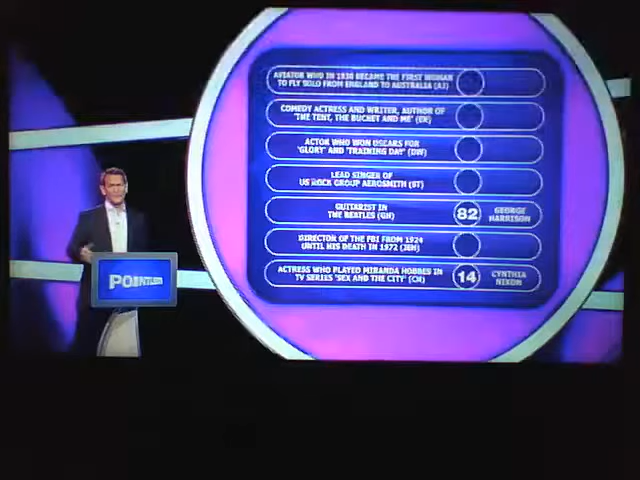 AVIATOR WHO IN 1930 BECAME THE FIRST WOMAN
TO FLY SOLO FROM ENGLAND TO AUSTRALIA (AJ)
COMEDY ACTRESS AND WRITER, AUTHOR OF
'THE TENT, THE BUCKET AND ME' (EK)
ACTOR WHO WON OSCARS FOR
'GLORY' AND 'TRAINING DAY' (DW)
LEAD SINGER OF
US ROCK GROUP AEROSMITH (ST)
GUITARIST IN
THE BEATLES (GH)
82
GEORGE
HARRISON
DIRECTOR OF THE FBI FROM 1924
UNTIL HIS DEATH IN 1972 (JEH)
ACTRESS WHO PLAYED MIRANDA HOBBES IN
TV SERIES 'SEX AND THE CITY' (CN)
14
CYNTHIA
NIXON
POINTLESS